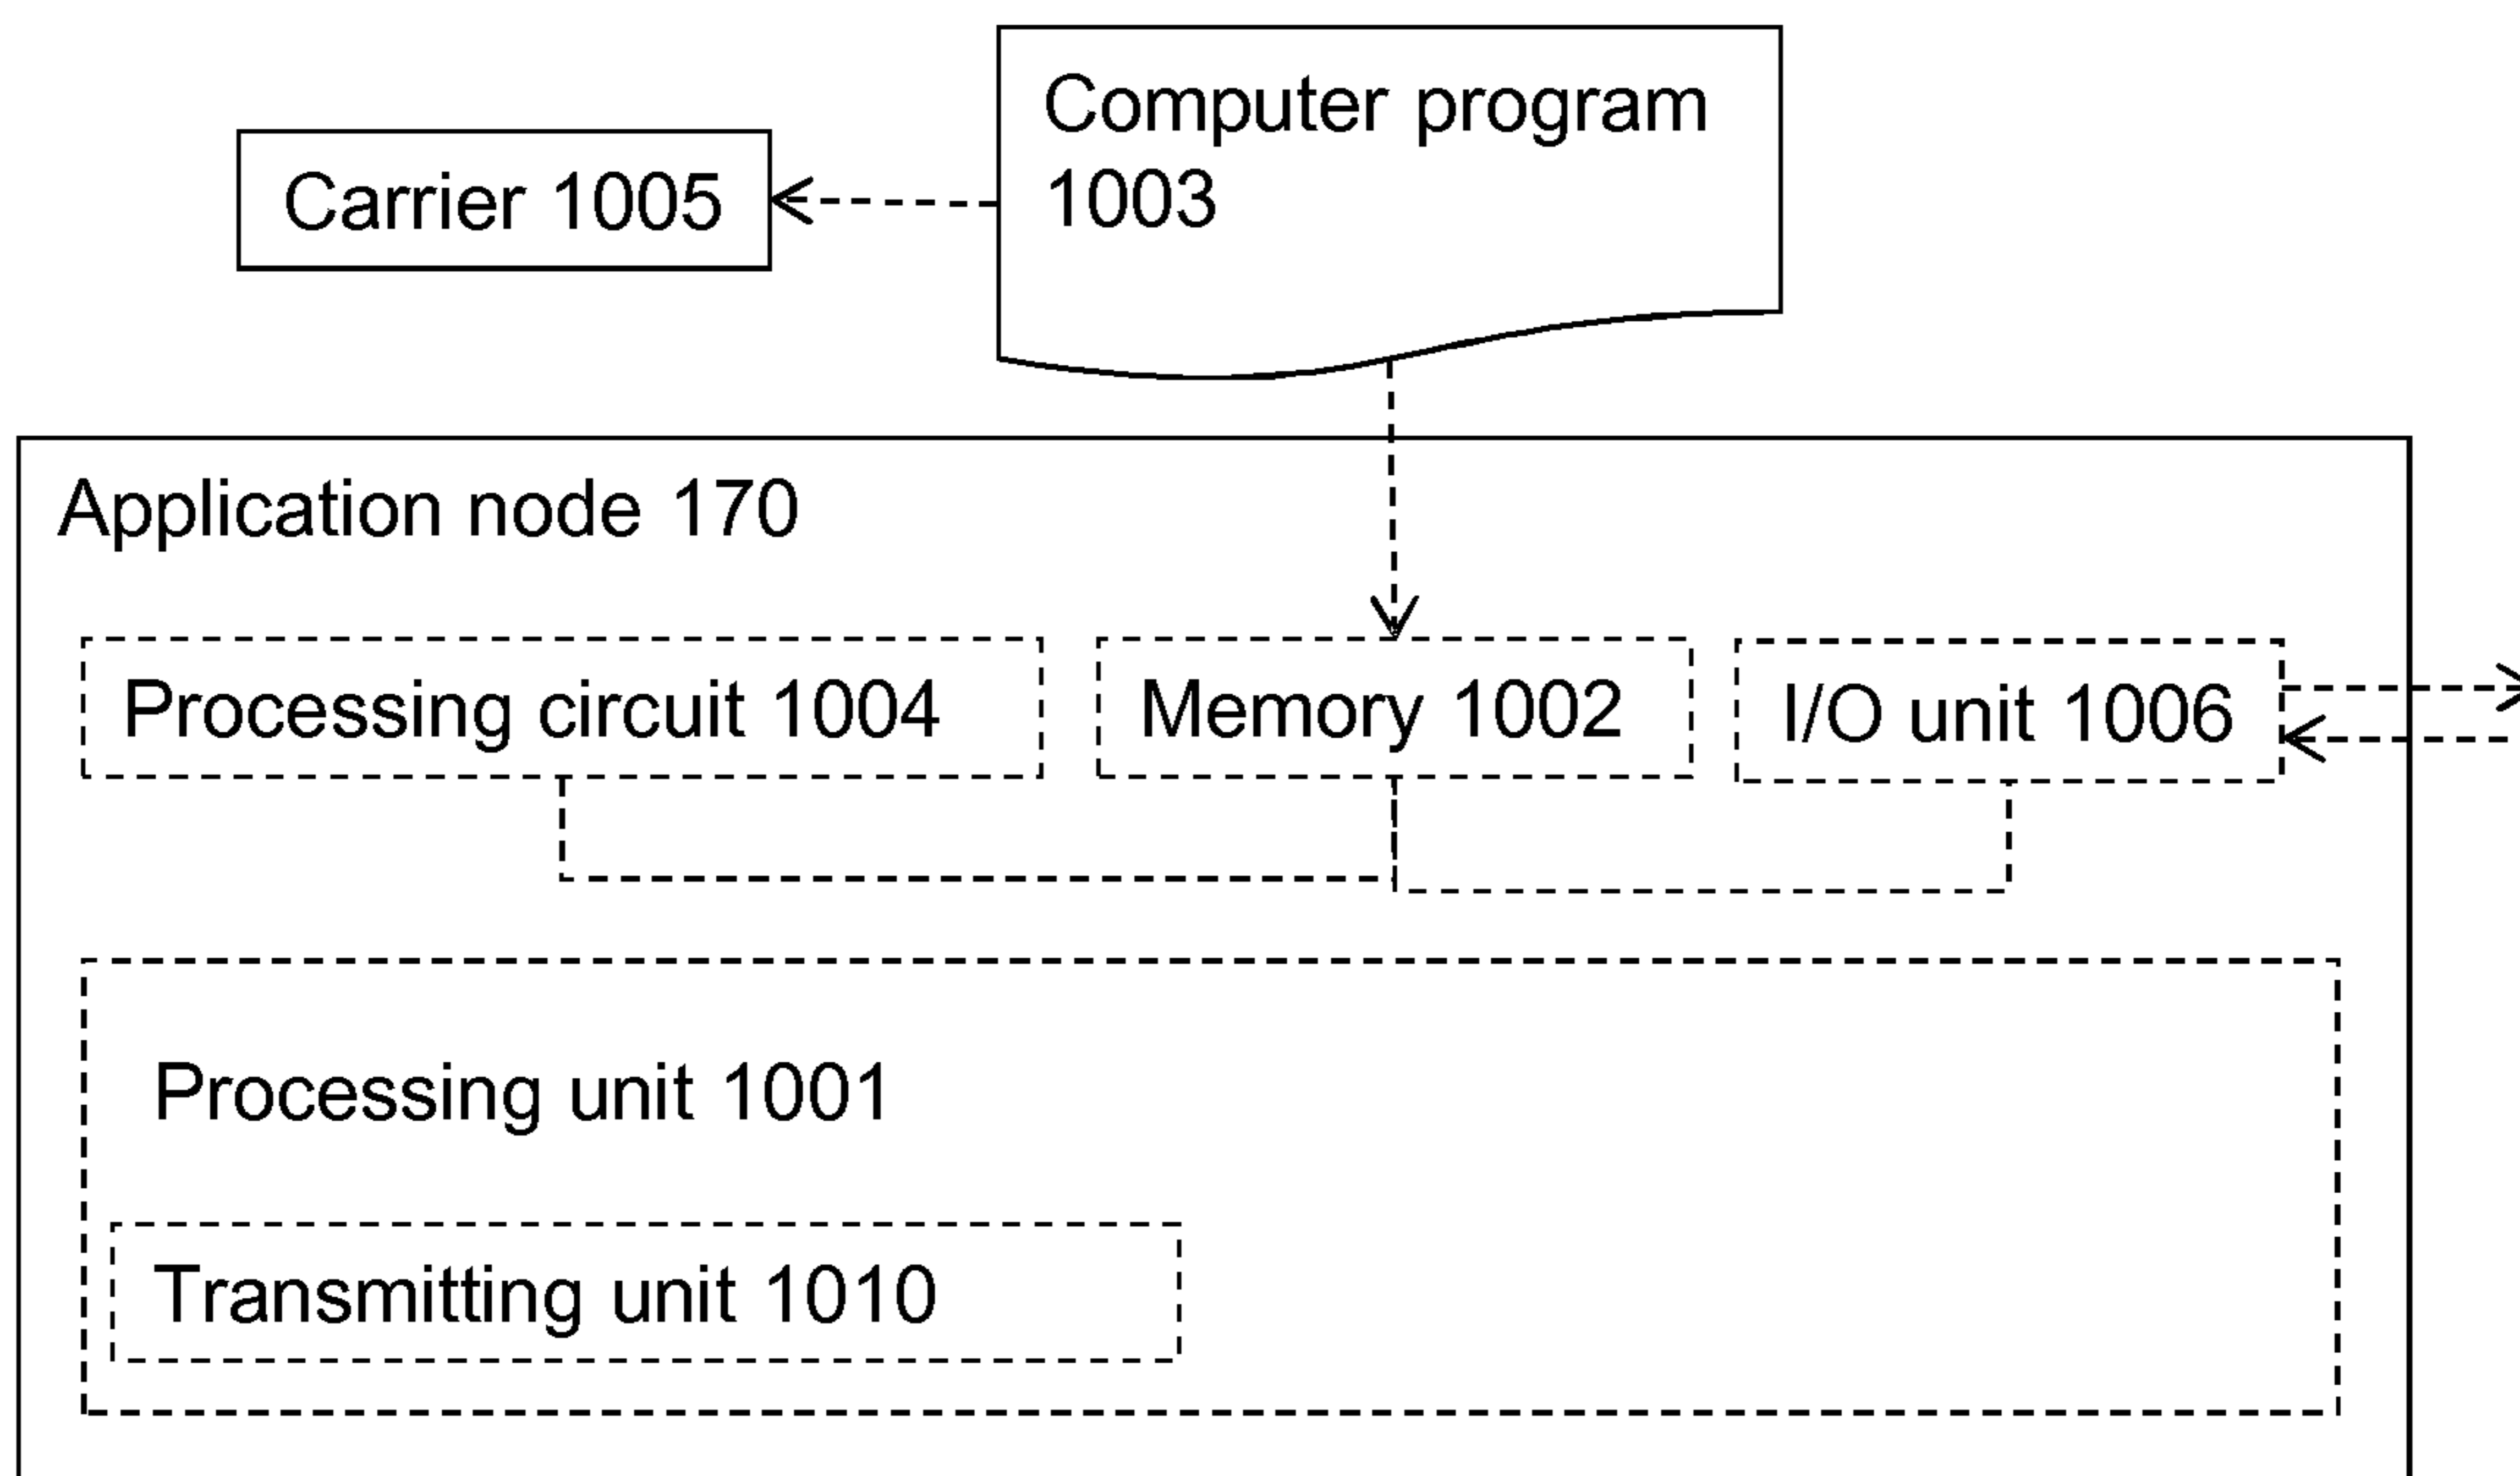 Computer program
1003
Carrier 1005
Application node 170
Processing circuit 1004
Memory 1002
I/O unit 1006
Processing unit 1001
Transmitting unit 1010